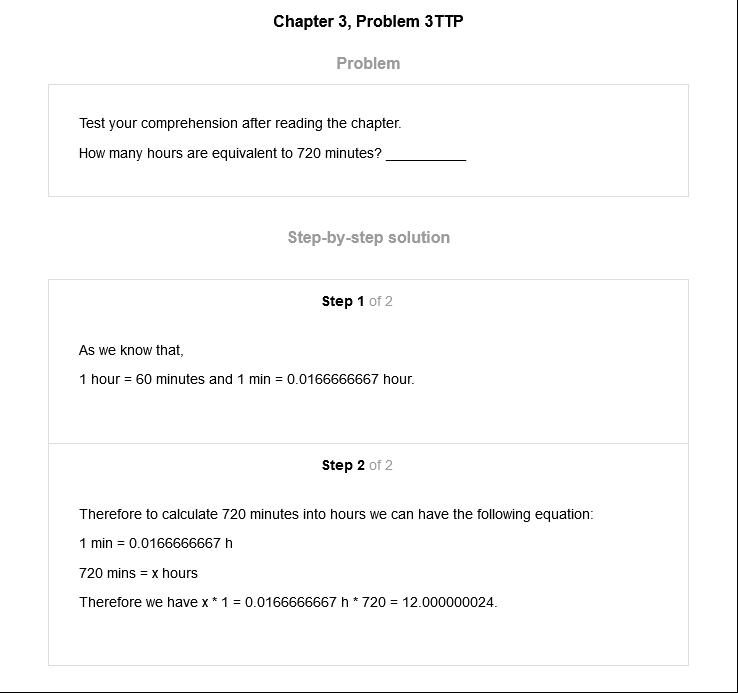 Chapter 3, Problem 3TTP
Problem
Test your comprehension after reading the chapter.
How many hours are equivalent to 720 minutes? __________
Step-by-step solution
Step 1 of 2
As we know that,
1 hour = 60 minutes and 1 min = 0.0166666667 hour.
Step 2 of 2
Therefore to calculate 720 minutes into hours we can have the following equation:
1 min = 0.0166666667 h
720 mins = x hours
Therefore we have x * 1 = 0.0166666667 h * 720 = 12.000000024.